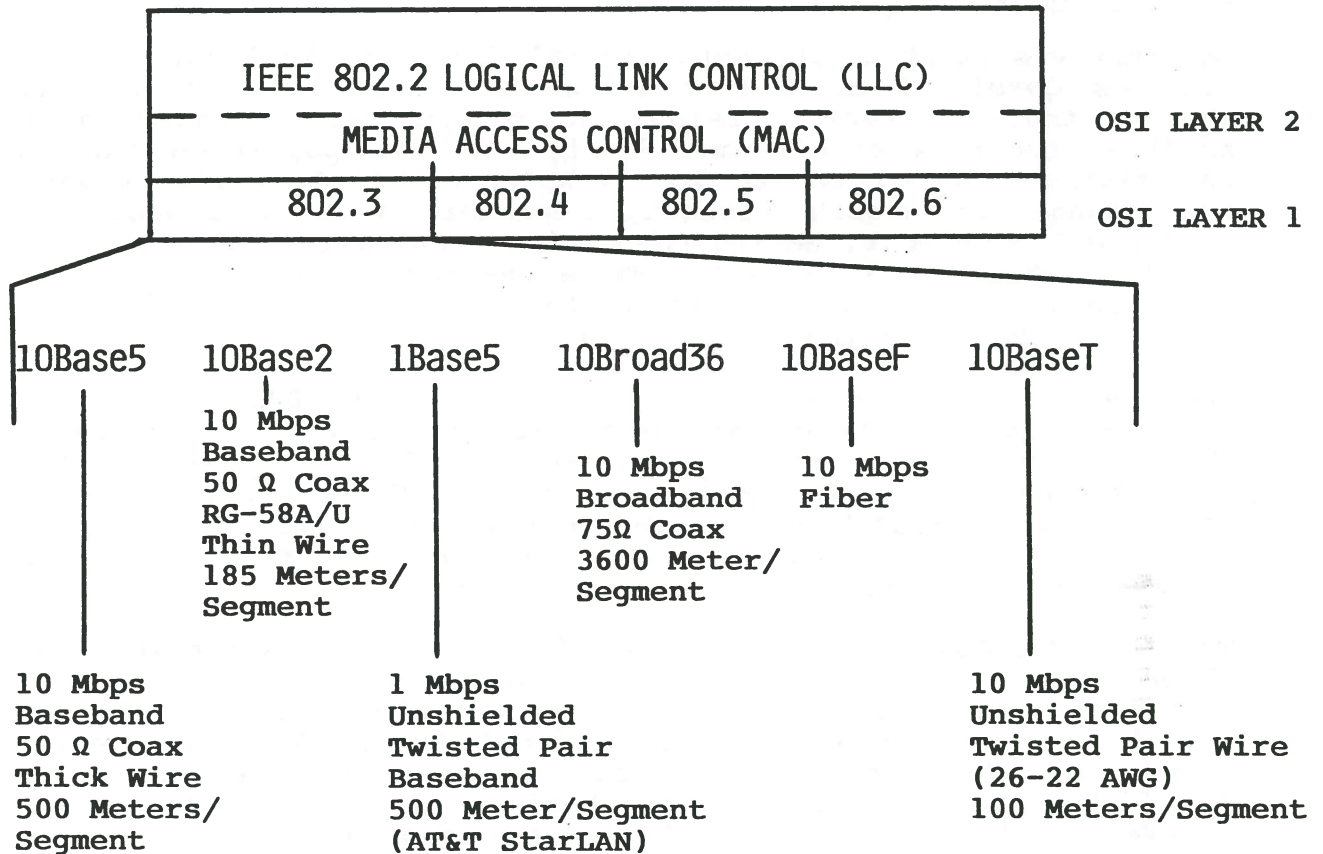 IEEE 802.2 LOGICAL LINK CONTROL (LLC)
OSI LAYER 2
MEDIA ACCESS CONTROL (MAC)
802.3 802.4 802.5 802.6
OSI LAYER 1
10Base5 10Base2 1Base5 10Broad36 10BaseF 10BaseT
10 Mbps
Baseband
50 Ω Coax
RG-58A/U
Thin Wire
185 Meters/
Segment
10 Mbps
Broadband
75Ω Coax
3600 Meter/
Segment
10 Mbps
Fiber
10 Mbps
Baseband
50 Ω Coax
Thick Wire
500 Meters/
Segment
1 Mbps
Unshielded
Twisted Pair
Baseband
500 Meter/Segment
(AT&T StarLAN)
10 Mbps
Unshielded
Twisted Pair Wire
(26-22 AWG)
100 Meters/Segment